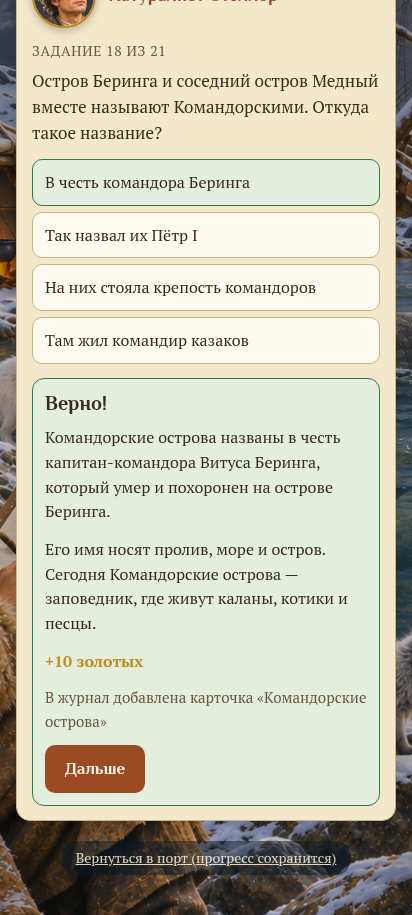 ЗАДАНИЕ 18 ИЗ 21
Остров Беринга и соседний остров Медный
вместе называют Командорскими. Откуда
такое название?
В честь командора Беринга
Так назвал их Пётр I
На них стояла крепость командоров
Там жил командир казаков
Верно!
Командорские острова названы в честь
капитан-командора Витуса Беринга,
который умер и похоронен на острове
Беринга.
Его имя носят пролив, море и остров.
Сегодня Командорские острова —
заповедник, где живут каланы, котики и
песцы.
+10 золотых
В журнал добавлена карточка «Командорские
острова»
Дальше
Вернуться в порт (прогресс сохранится)